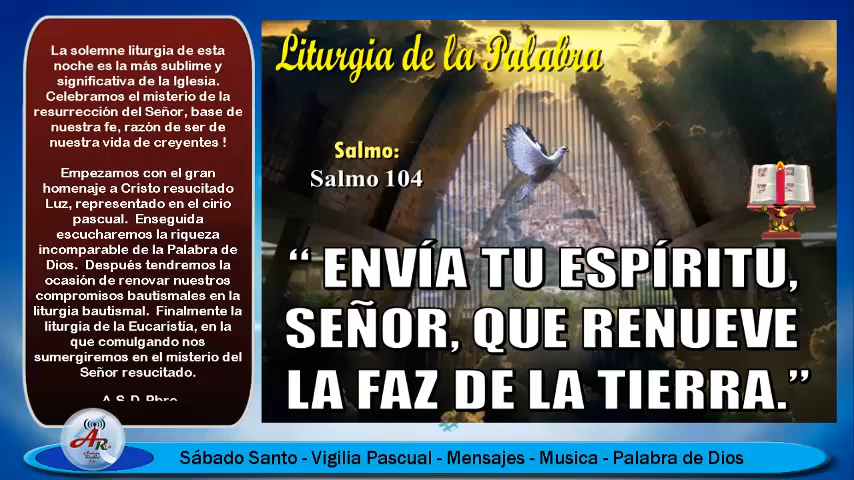 La solemne liturgia de esta
noche es la más sublime y
significativa de la Iglesia.
Celebramos el misterio de la
resurrección del Señor, base de
nuestra fe, razón de ser de
nuestra vida de creyentes !
Empezamos con el gran
homenaje a Cristo resucitado
Luz, representado en el cirio
pascual. Enseguida
escucharemos la riqueza
incomparable de la Palabra de
Dios. Después tendremos la
ocasión de renovar nuestros
compromisos bautismales en la
liturgia bautismal. Finalmente la
liturgia de la Eucaristía, en la
que comulgando nos
sumergiremos en el misterio del
Señor resucitado.
A.S.D. Pbro.
Liturgia de la Palabra
Salmo:
Salmo 104
“ ENVÍA TU ESPÍRITU,
SEÑOR, QUE RENUEVE
LA FAZ DE LA TIERRA.”
Sábado Santo - Vigilia Pascual - Mensajes - Musica - Palabra de Dios